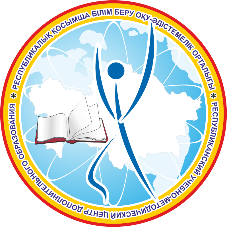 РЕСПУБЛИКАЛЫҚ ҚОСЫМША БІЛІМ БЕРУ ОҚУ-ӘДІСТЕМЕЛІК ОРТАЛЫҒЫ
РЕСПУБЛИКАНСКИЙ УЧЕБНО-МЕТОДИЧЕСКИЙ ЦЕНТР ДОПОЛНИТЕЛЬНОГО ОБРАЗОВАНИЯ